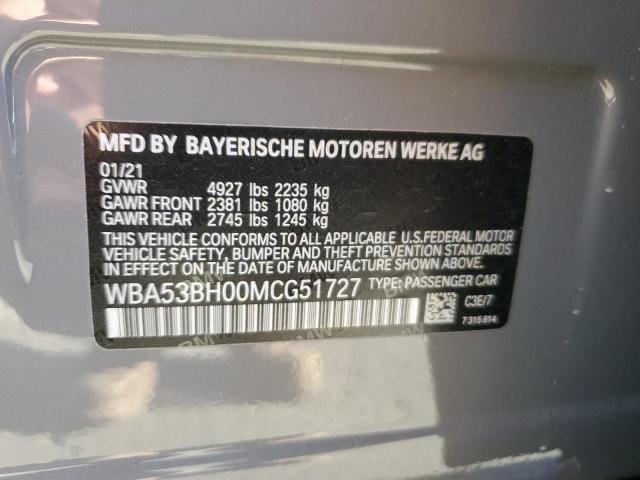 MFD BY BAYERISCHE MOTOREN WERKE AG
01/21
GVWR 4927 lbs 2235 kg
GAWR FRONT 2381 lbs 1080 kg
GAWR REAR 2745 lbs 1245 kg
THIS VEHICLE CONFORMS TO ALL APPLICABLE U.S.FEDERAL MOTOR
VEHICLE SAFETY, BUMPER, AND THEFT PREVENTION STANDARDS
IN EFFECT ON THE DATE OF MANUFACTURE SHOWN ABOVE.
WBA53BH00MCG51727 TYPE: PASSENGER CAR
C3E/7
7315814